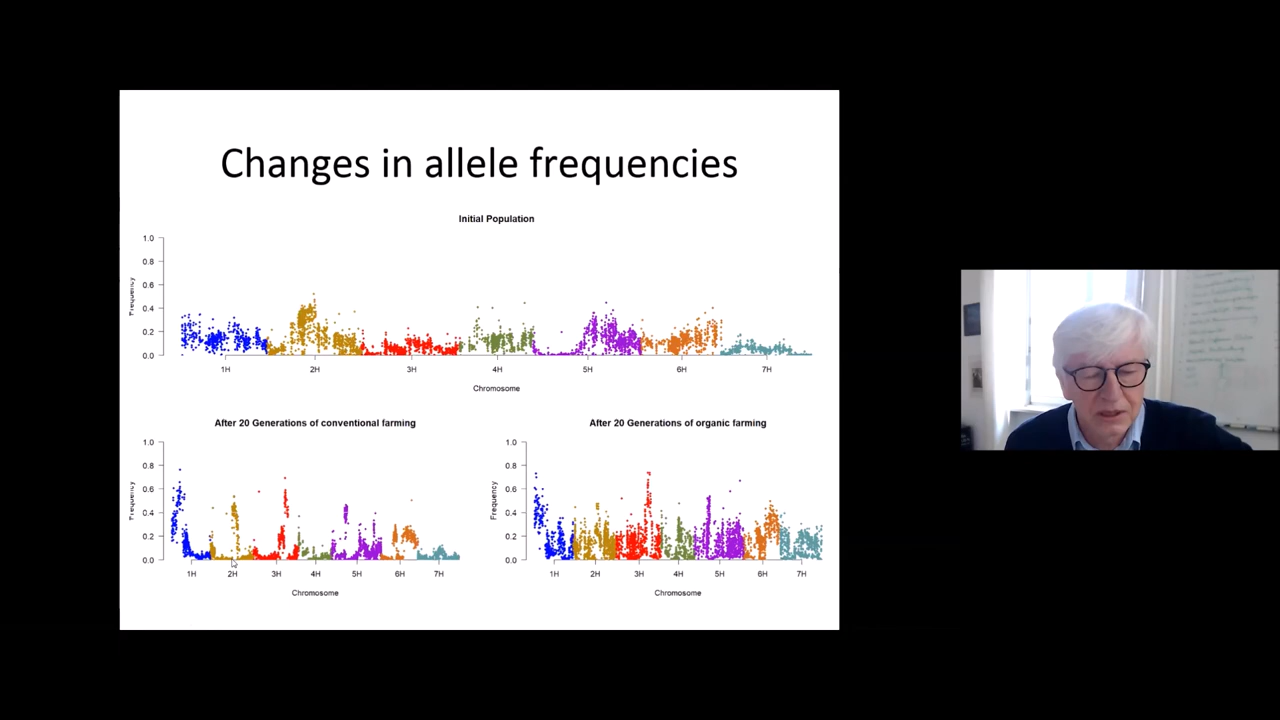 Changes in allele frequencies
Initial Population
1.0
0.8
0.6
0.4
0.2
0.0
Frequency
1H 2H 3H 4H 5H 6H 7H
Chromosome
After 20 Generations of conventional farming
1.0
0.8
0.6
0.4
0.2
0.0
Frequency
1H 2H 3H 4H 5H 6H 7H
Chromosome
After 20 Generations of organic farming
1.0
0.8
0.6
0.4
0.2
0.0
Frequency
1H 2H 3H 4H 5H 6H 7H
Chromosome